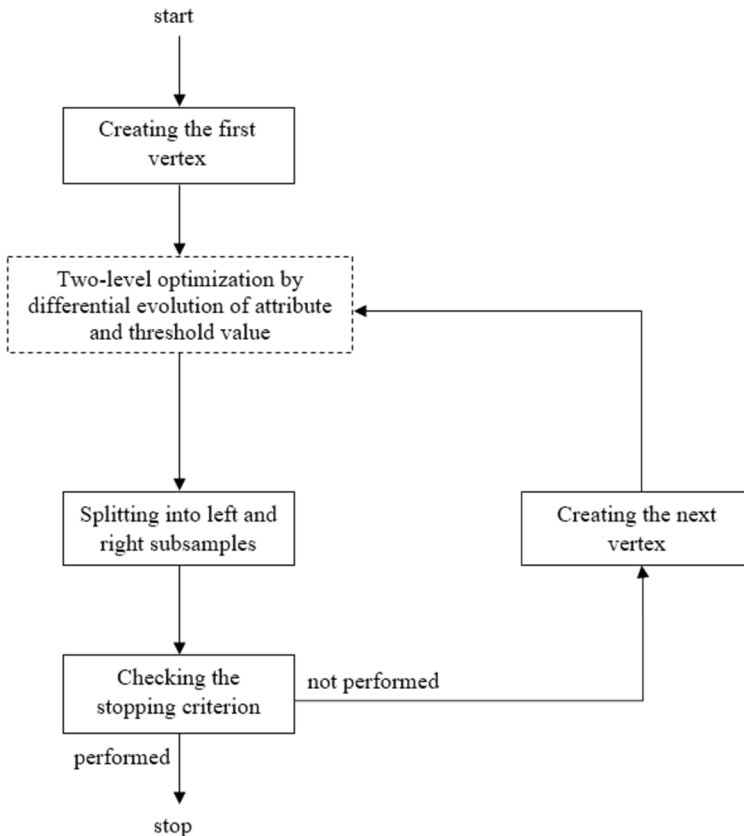 start
Creating the first
vertex
Two-level optimization by
differential evolution of attribute
and threshold value
Splitting into left and
right subsamples
Creating the next
vertex
Checking the
stopping criterion
not performed
performed
stop